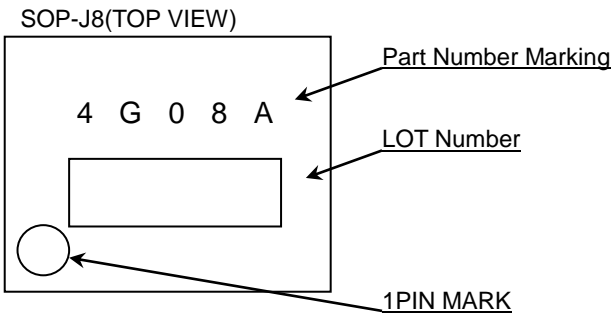 SOP-J8(TOP VIEW)
Part Number Marking
4 G 0 8 A
LOT Number
1PIN MARK